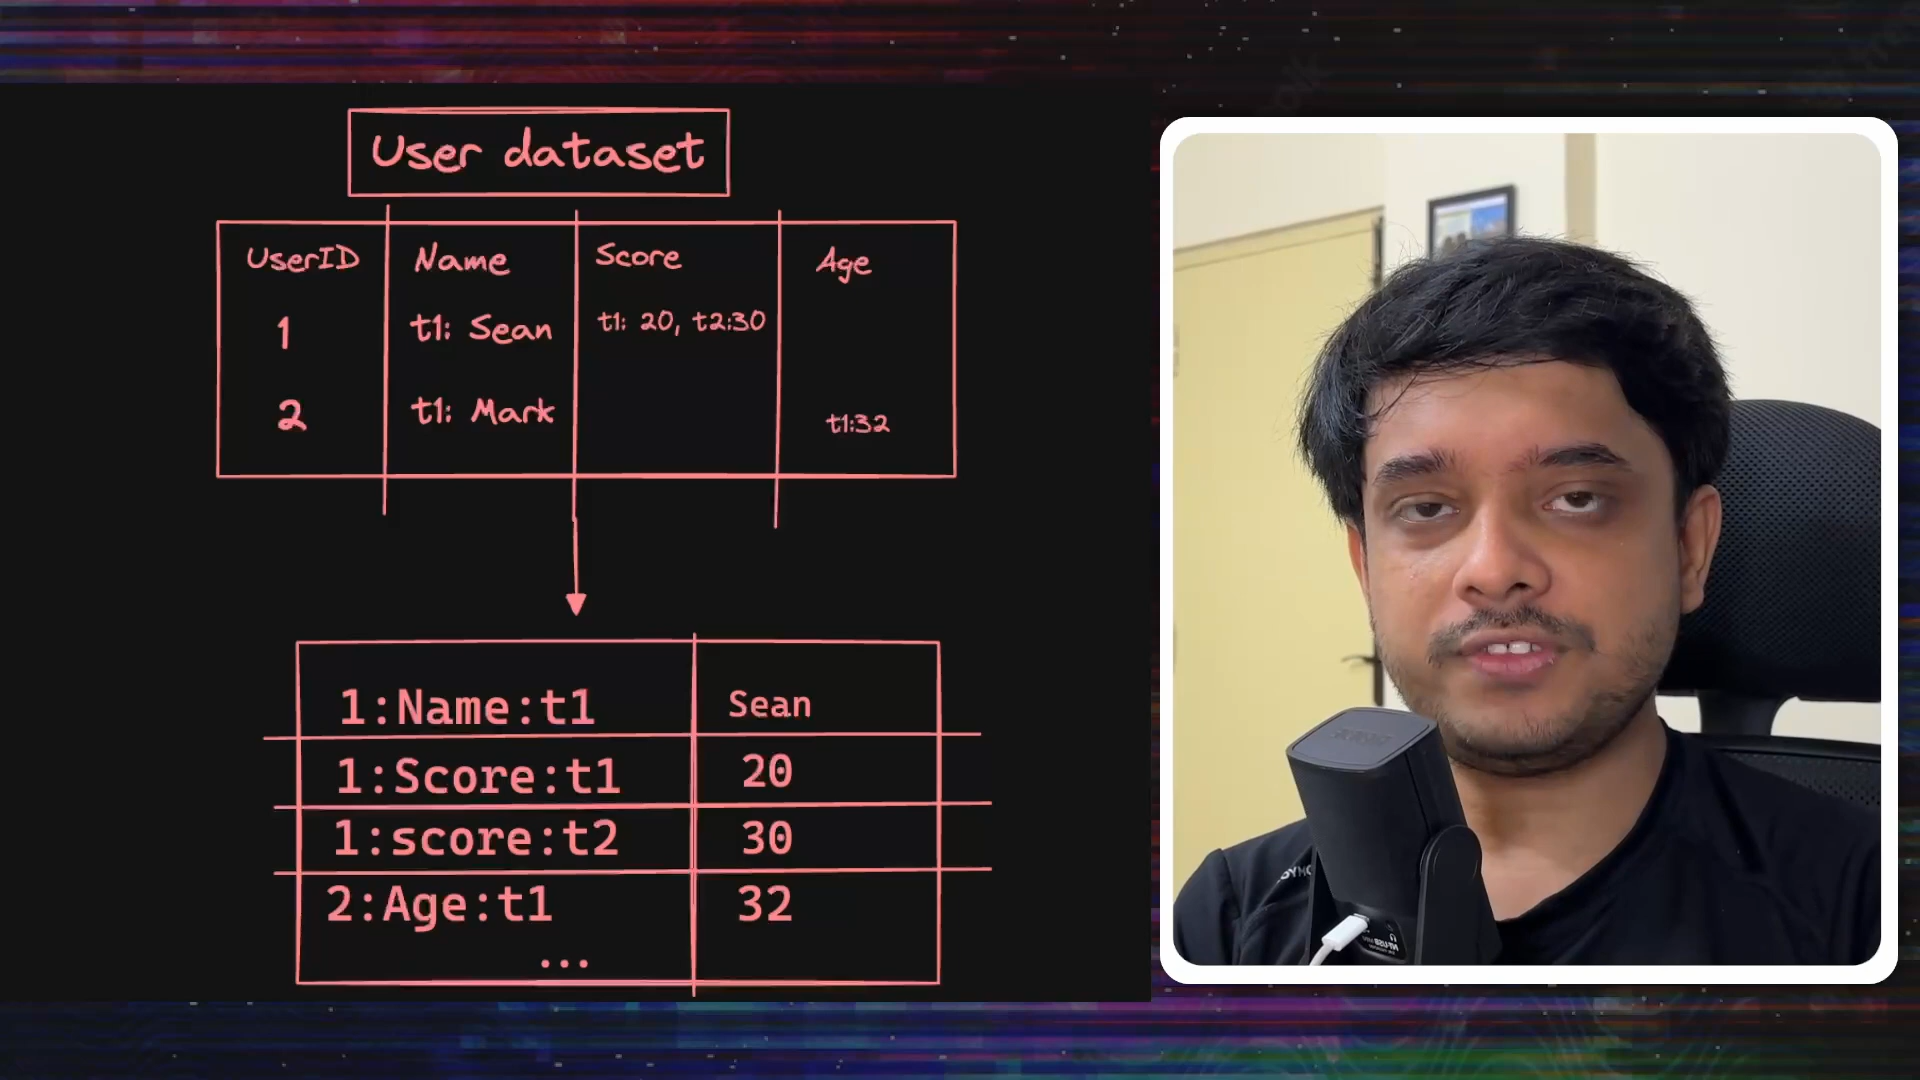 User dataset
UserID Name Score Age
1 t1: Sean t1: 20, t2:30
2 t1: Mark t1:32
1:Name:t1 Sean
1:Score:t1 20
1:score:t2 30
2:Age:t1 32
...